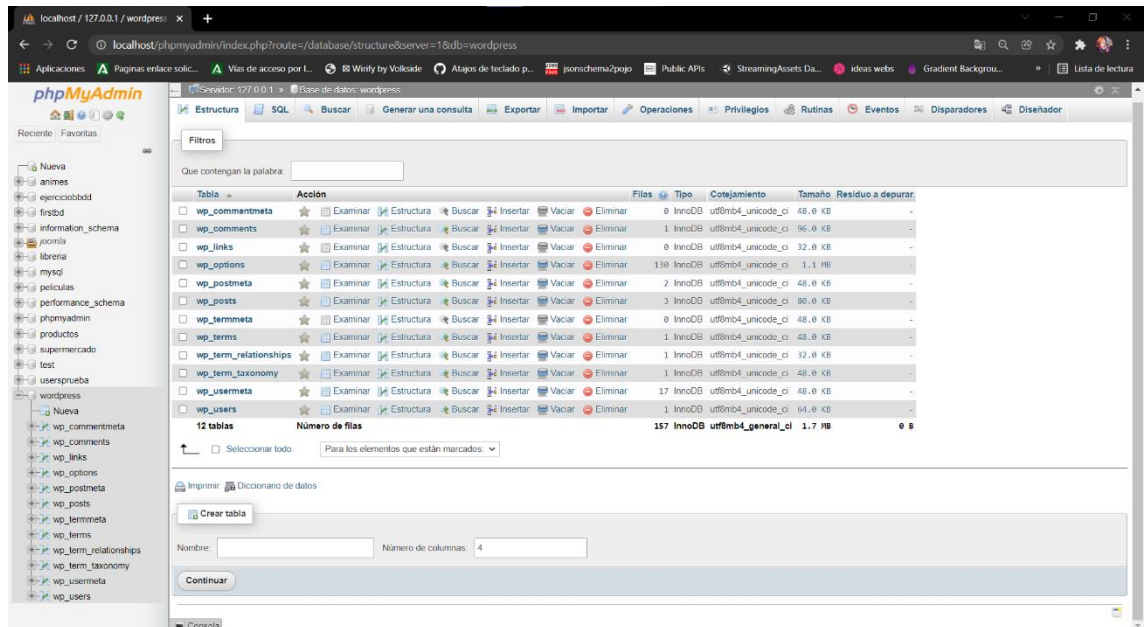 localhost / 127.0.0.1 / wordpress
localhost/phpmyadmin/index.php?route=/database/structure&server=1&db=wordpress
Aplicaciones
Paginas enlace solic...
Vias de acceso por l...
Wirify by Volkside
Atajos de teclado p...
jsonschema2pojo
Public APIs
StreamingAssets Da...
ideas webs
Gradient Backgrou...
»
Lista de lectura
phpMyAdmin
Reciente Favoritas
Nueva
animes
ejerciciobbdd
firstbd
information_schema
joomla
libreria
mysql
peliculas
performance_schema
phpmyadmin
productos
supermercado
test
usersprueba
wordpress
Nueva
wp_commentmeta
wp_comments
wp_links
wp_options
wp_postmeta
wp_posts
wp_termmeta
wp_terms
wp_term_relationships
wp_term_taxonomy
wp_usermeta
wp_users
Servidor: 127.0.0.1 » Base de datos: wordpress
Estructura SQL Buscar Generar una consulta Exportar Importar Operaciones Privilegios Rutinas Eventos Disparadores Diseñador
Filtros
Que contengan la palabra:
Tabla Acción Filas Tipo Cotejamiento Tamaño Residuo a depurar
wp_commentmeta Examinar Estructura Buscar Insertar Vaciar Eliminar 0 InnoDB utf8mb4_unicode_ci 48.0 KB -
wp_comments Examinar Estructura Buscar Insertar Vaciar Eliminar 1 InnoDB utf8mb4_unicode_ci 96.0 KB -
wp_links Examinar Estructura Buscar Insertar Vaciar Eliminar 0 InnoDB utf8mb4_unicode_ci 32.0 KB -
wp_options Examinar Estructura Buscar Insertar Vaciar Eliminar 130 InnoDB utf8mb4_unicode_ci 1.1 MB -
wp_postmeta Examinar Estructura Buscar Insertar Vaciar Eliminar 2 InnoDB utf8mb4_unicode_ci 48.0 KB -
wp_posts Examinar Estructura Buscar Insertar Vaciar Eliminar 3 InnoDB utf8mb4_unicode_ci 80.0 KB -
wp_termmeta Examinar Estructura Buscar Insertar Vaciar Eliminar 0 InnoDB utf8mb4_unicode_ci 48.0 KB -
wp_terms Examinar Estructura Buscar Insertar Vaciar Eliminar 1 InnoDB utf8mb4_unicode_ci 48.0 KB -
wp_term_relationships Examinar Estructura Buscar Insertar Vaciar Eliminar 1 InnoDB utf8mb4_unicode_ci 32.0 KB -
wp_term_taxonomy Examinar Estructura Buscar Insertar Vaciar Eliminar 1 InnoDB utf8mb4_unicode_ci 48.0 KB -
wp_usermeta Examinar Estructura Buscar Insertar Vaciar Eliminar 17 InnoDB utf8mb4_unicode_ci 48.0 KB -
wp_users Examinar Estructura Buscar Insertar Vaciar Eliminar 1 InnoDB utf8mb4_unicode_ci 64.0 KB -
12 tablas Número de filas 157 InnoDB utf8mb4_general_ci 1.7 MB 0 B
Seleccionar todo Para los elementos que están marcados:
Imprimir Diccionario de datos
Crear tabla
Nombre: Número de columnas: 4
Continuar
Consola